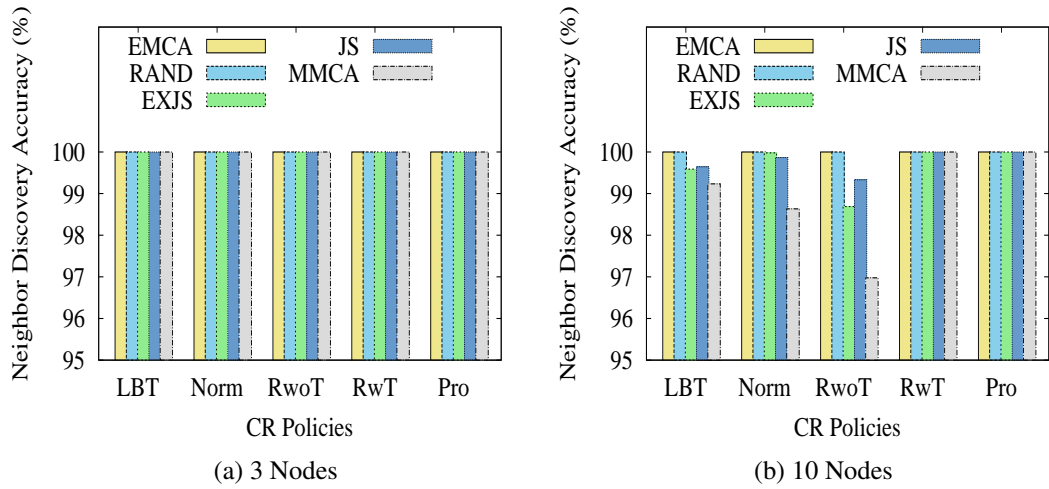 Neighbor Discovery Accuracy (%)
EMCA
RAND
EXJS
JS
MMCA
100
99
98
97
96
95
LBT Norm RwoT RwT Pro
CR Policies
(a) 3 Nodes
Neighbor Discovery Accuracy (%)
EMCA
RAND
EXJS
JS
MMCA
100
99
98
97
96
95
LBT Norm RwoT RwT Pro
CR Policies
(b) 10 Nodes